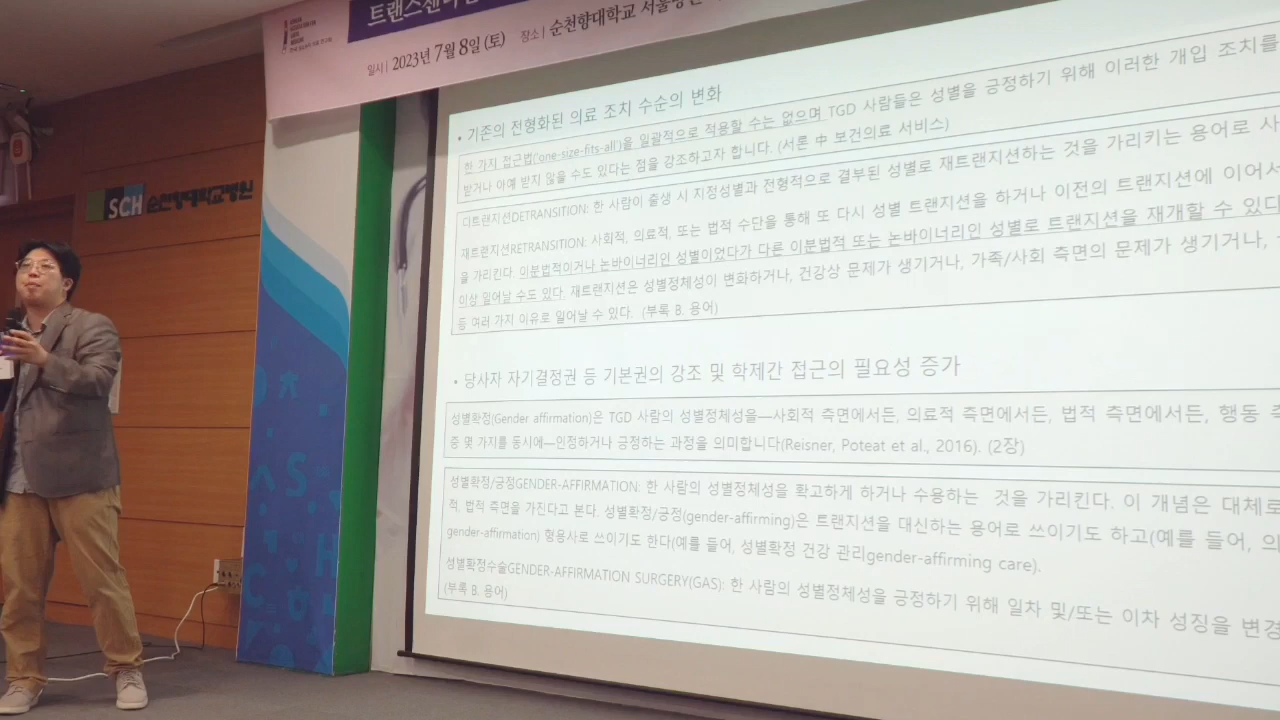 트랜스젠더
일시 | 2023년 7월 8일 (토) 장소 | 순천향대학교 서울병원
SCH 순천향대학교병원
• 기존의 전형화된 의료 조치 수순의 변화
한 가지 접근법('one-size-fits-all')을 일괄적으로 적용할 수는 없으며 TGD 사람들은 성별을 긍정하기 위해 이러한 개입 조치를
받거나 아예 받지 않을 수도 있다는 점을 강조하고자 합니다. (서론 中 보건의료 서비스)
디트랜지션DETRANSITION: 한 사람이 출생 시 지정성별과 전형적으로 결부된 성별로 재트랜지션하는 것을 가리키는 용어로 사
재트랜지션RETRANSITION: 사회적, 의료적, 또는 법적 수단을 통해 또 다시 성별 트랜지션을 하거나 이전의 트랜지션에 이어서
을 가리킨다. 이분법적이거나 논바이너리인 성별이었다가 다른 이분법적 또는 논바이너리인 성별로 트랜지션을 재개할 수 있다
이상 일어날 수도 있다. 재트랜지션은 성별정체성이 변화하거나, 건강상 문제가 생기거나, 가족/사회 측면의 문제가 생기거나,
등 여러 가지 이유로 일어날 수 있다. (부록 B. 용어)
• 당사자 자기결정권 등 기본권의 강조 및 학제간 접근의 필요성 증가
성별확정(Gender affirmation)은 TGD 사람의 성별정체성을—사회적 측면에서든, 의료적 측면에서든, 법적 측면에서든, 행동
중 몇 가지를 동시에—인정하거나 긍정하는 과정을 의미합니다(Reisner, Poteat et al., 2016). (2장)
성별확정/긍정GENDER-AFFIRMATION: 한 사람의 성별정체성을 확고하게 하거나 수용하는 것을 가리킨다. 이 개념은 대체로
적, 법적 측면을 가진다고 본다. 성별확정/긍정(gender-affirming)은 트랜지션을 대신하는 용어로 쓰이기도 하고(예를 들어, 의
gender-affirmation) 형용사로 쓰이기도 한다(예를 들어, 성별확정 건강 관리gender-affirming care).
성별확정수술GENDER-AFFIRMATION SURGERY(GAS): 한 사람의 성별정체성을 긍정하기 위해 일차 및/또는 이차 성징을 변경
(부록 B. 용어)